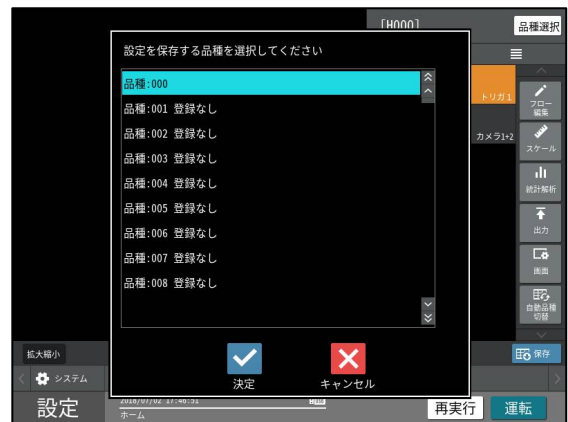 [H000]
品種選択
設定を保存する品種を選択してください
品種:000
品種:001 登録なし
品種:002 登録なし
品種:003 登録なし
品種:004 登録なし
品種:005 登録なし
品種:006 登録なし
品種:007 登録なし
品種:008 登録なし
決定
キャンセル
トリガ1
カメラ1+2
フロー
編集
スケール
統計解析
出力
画面
自動品種
切替
拡大縮小
保存
システム
設定
2018/07/02 17:46:51
ホーム
再実行
運転